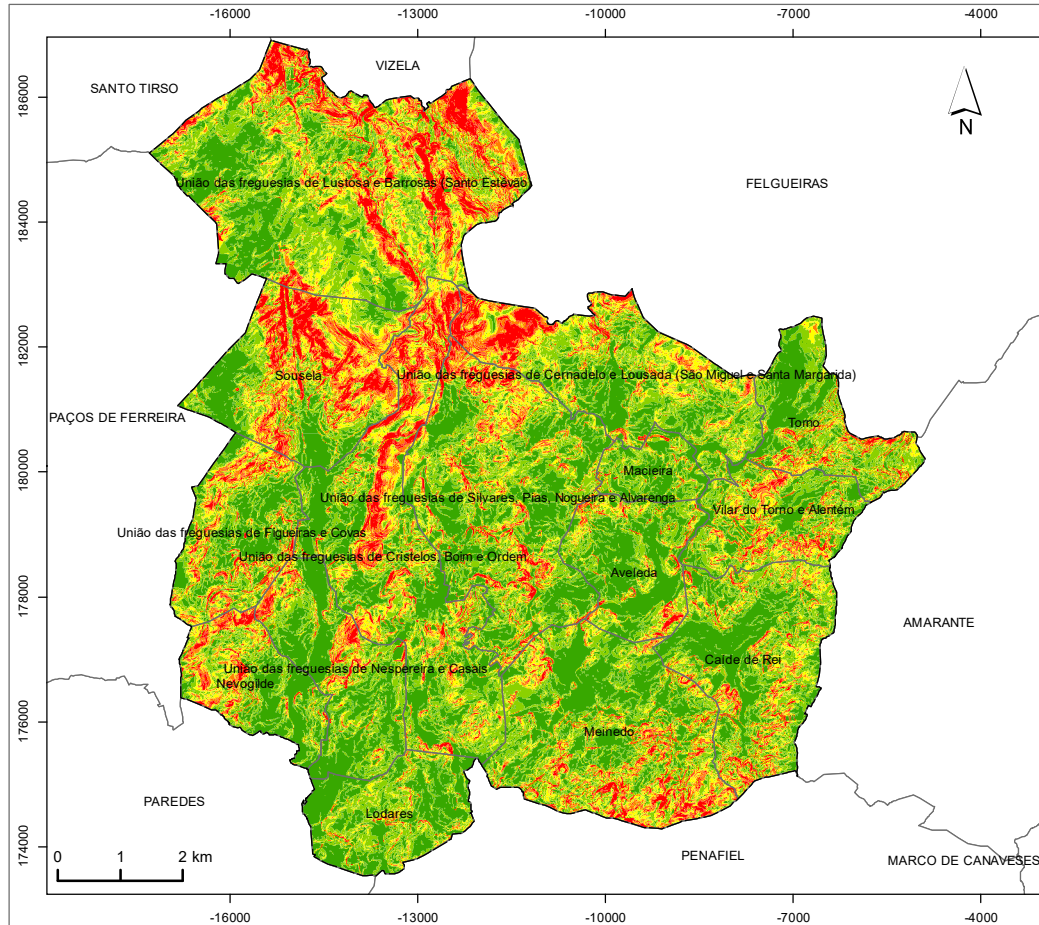 -16000 -13000 -10000 -7000 -4000
VIZELA
SANTO TIRSO
186000
N
FELGUEIRAS
União das freguesias de Lustosa e Barrosas (Santo Estêvão)
184000
182000
Sousela
União das freguesias de Cernadelo e Lousada (São Miguel e Santa Margarida)
PAÇOS DE FERREIRA
Torno
180000
Macieira
União das freguesias de Silvares, Pias, Nogueira e Alvarenga
Vilar do Torno e Alentém
União das freguesias de Figueiras e Covas
União das freguesias de Cristelos, Boim e Ordem
Aveleda
178000
AMARANTE
Caíde de Rei
União das freguesias de Nespereira e Casais
Nevogilde
176000
Meinedo
PAREDES
Lodares
174000
0 1 2 km
PENAFIEL
MARCO DE CANAVESES
-16000 -13000 -10000 -7000 -4000